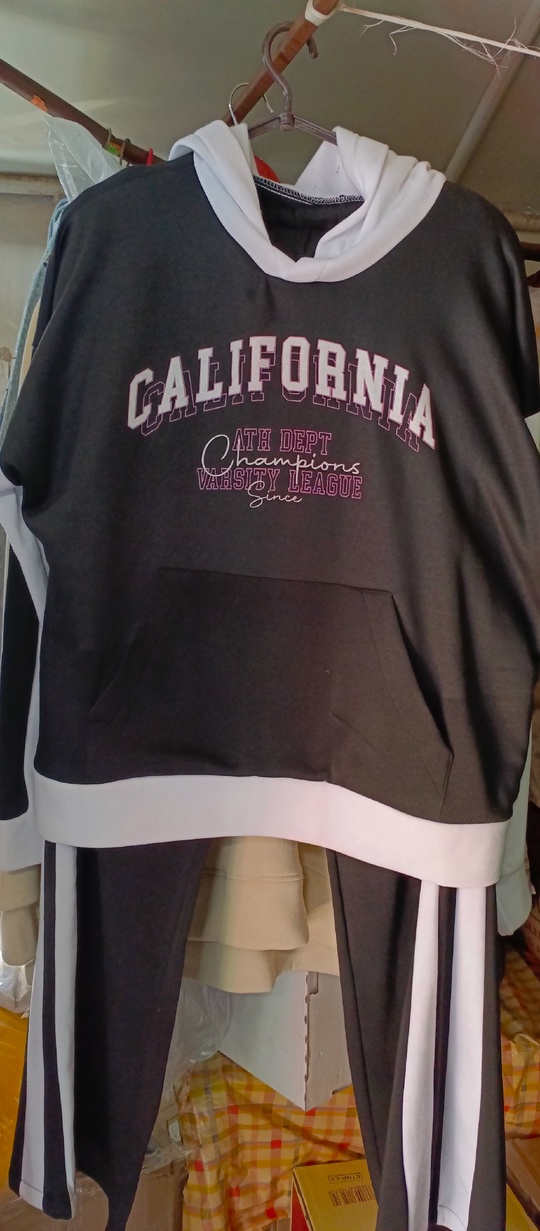 CALIFORNIA
ATH DEPT
Champions
VARSITY LEAGUE
Since